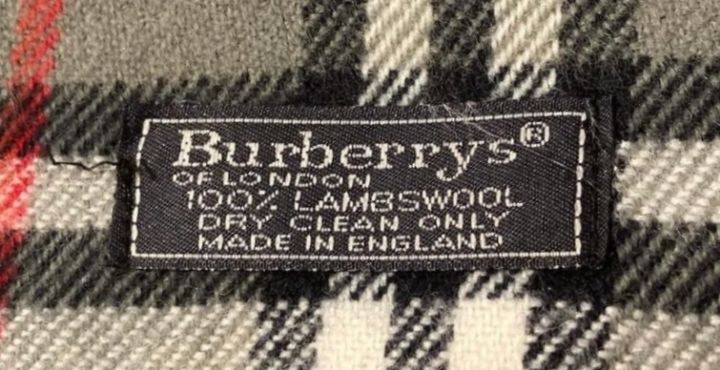 Burberrys®
OF LONDON
100% LAMBSWOOL
DRY CLEAN ONLY
MADE IN ENGLAND